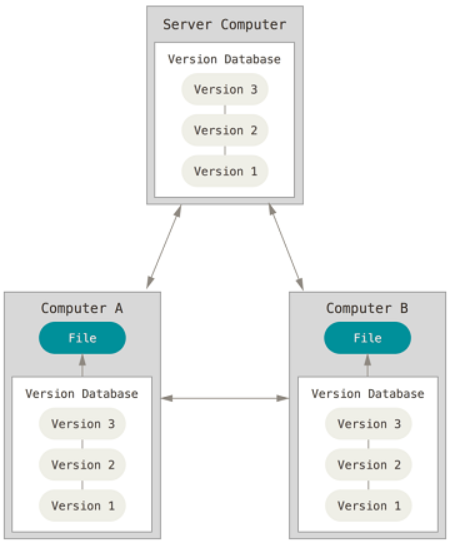 Server Computer
Version Database
Version 3
Version 2
Version 1
Computer A
File
Version Database
Version 3
Version 2
Version 1
Computer B
File
Version Database
Version 3
Version 2
Version 1